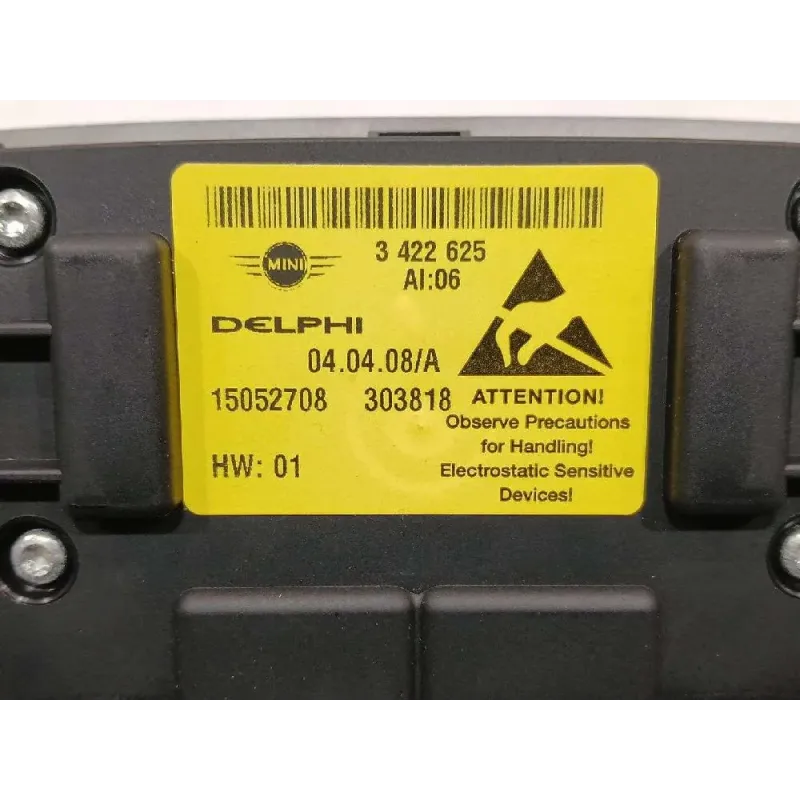 MINI
3 422 625
AI:06
DELPHI
04.04.08/A
15052708 303818
HW: 01
ATTENTION!
Observe Precautions
for Handling!
Electrostatic Sensitive
Devices!